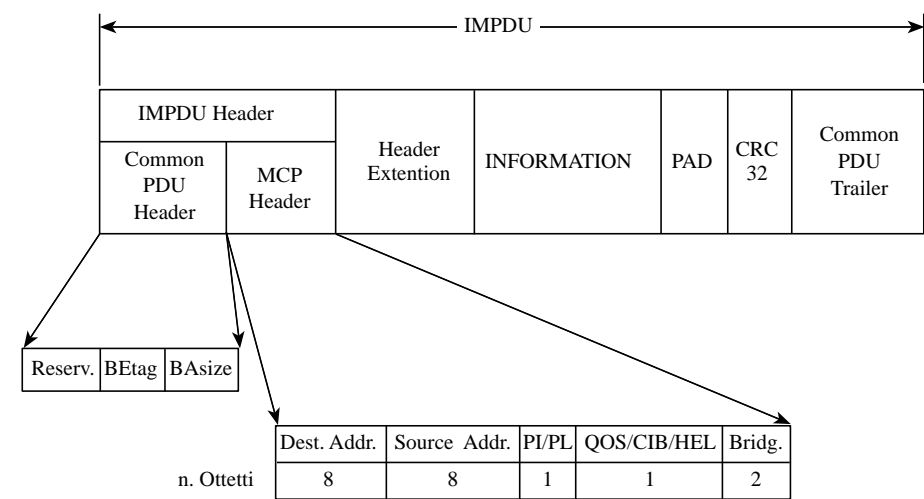 IMPDU
IMPDU Header
Common
PDU
Header
MCP
Header
Header
Extention
INFORMATION
PAD
CRC
32
Common
PDU
Trailer
Reserv. BEtag BAsize
Dest. Addr. Source Addr. PI/PL QOS/CIB/HEL Bridg.
n. Ottetti 8 8 1 1 2